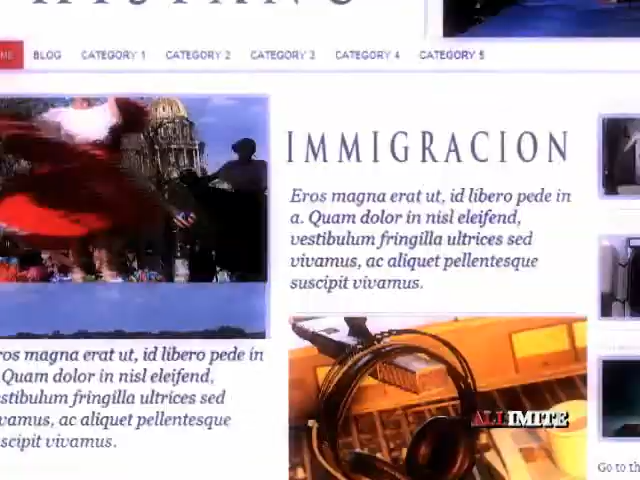 BLOG CATEGORY 1 CATEGORY 2 CATEGORY 3 CATEGORY 4 CATEGORY 5
IMMIGRACION
Eros magna erat ut, id libero pede in
a. Quam dolor in nisl eleifend,
vestibulum fringilla ultrices sed
vivamus, ac aliquet pellentesque
suscipit vivamus.
ros magna erat ut, id libero pede in
Quam dolor in nisl eleifend,
stibulum fringilla ultrices sed
vamus, ac aliquet pellentesque
scipit vivamus.
ALLIMITE
Go to th